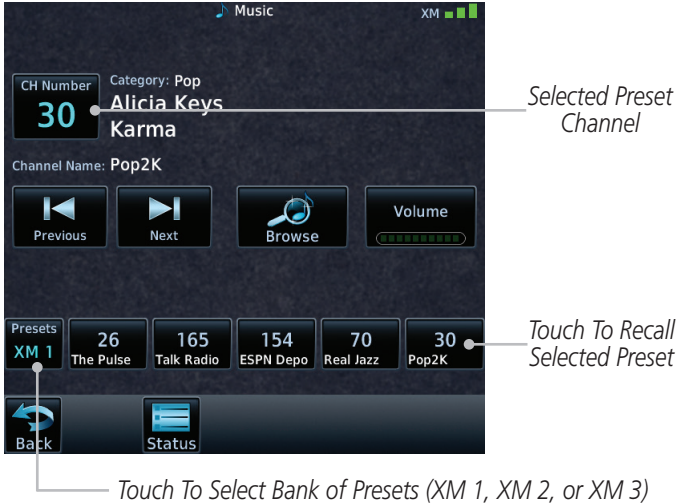 Music
XM
CH Number
30
Category: Pop
Alicia Keys
Karma
Selected Preset
Channel
Channel Name: Pop2K
Previous
Next
Browse
Volume
Presets
XM 1
26
The Pulse
165
Talk Radio
154
ESPN Depo
70
Real Jazz
30
Pop2K
Touch To Recall
Selected Preset
Back
Status
Touch To Select Bank of Presets (XM 1, XM 2, or XM 3)